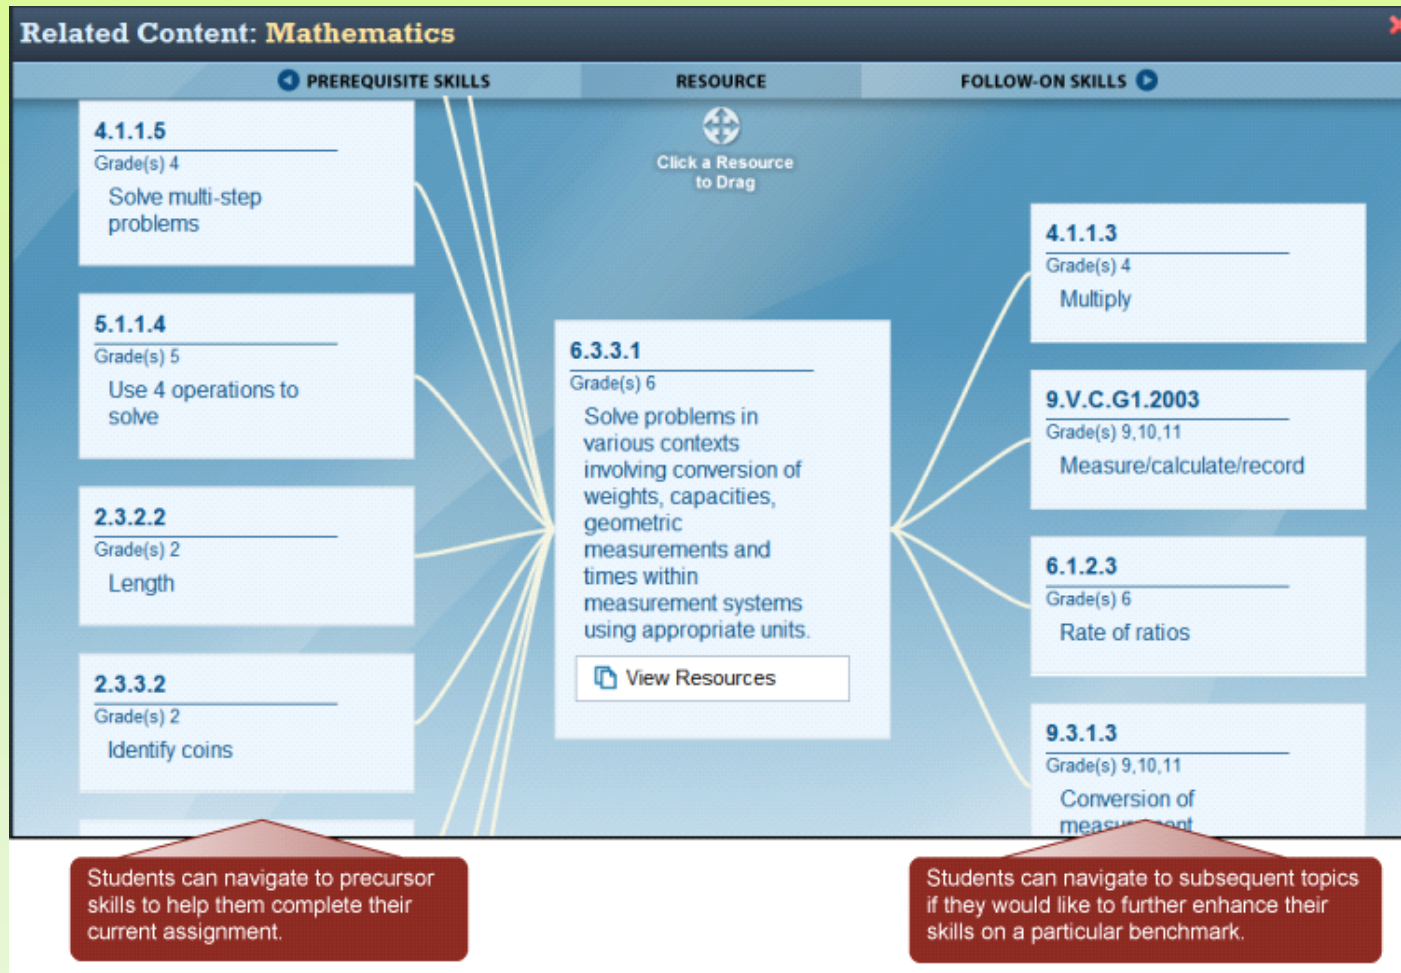 Related Content: Mathematics
PREREQUISITE SKILLS
RESOURCE
FOLLOW-ON SKILLS
4.1.1.5
Grade(s) 4
Solve multi-step
problems
5.1.1.4
Grade(s) 5
Use 4 operations to
solve
2.3.2.2
Grade(s) 2
Length
2.3.3.2
Grade(s) 2
Identify coins
Click a Resource
to Drag
6.3.3.1
Grade(s) 6
Solve problems in
various contexts
involving conversion of
weights, capacities,
geometric
measurements and
times within
measurement systems
using appropriate units.
View Resources
4.1.1.3
Grade(s) 4
Multiply
9.V.C.G1.2003
Grade(s) 9,10,11
Measure/calculate/record
6.1.2.3
Grade(s) 6
Rate of ratios
9.3.1.3
Grade(s) 9,10,11
Conversion of
measurement
Students can navigate to precursor
skills to help them complete their
current assignment.
Students can navigate to subsequent topics
if they would like to further enhance their
skills on a particular benchmark.